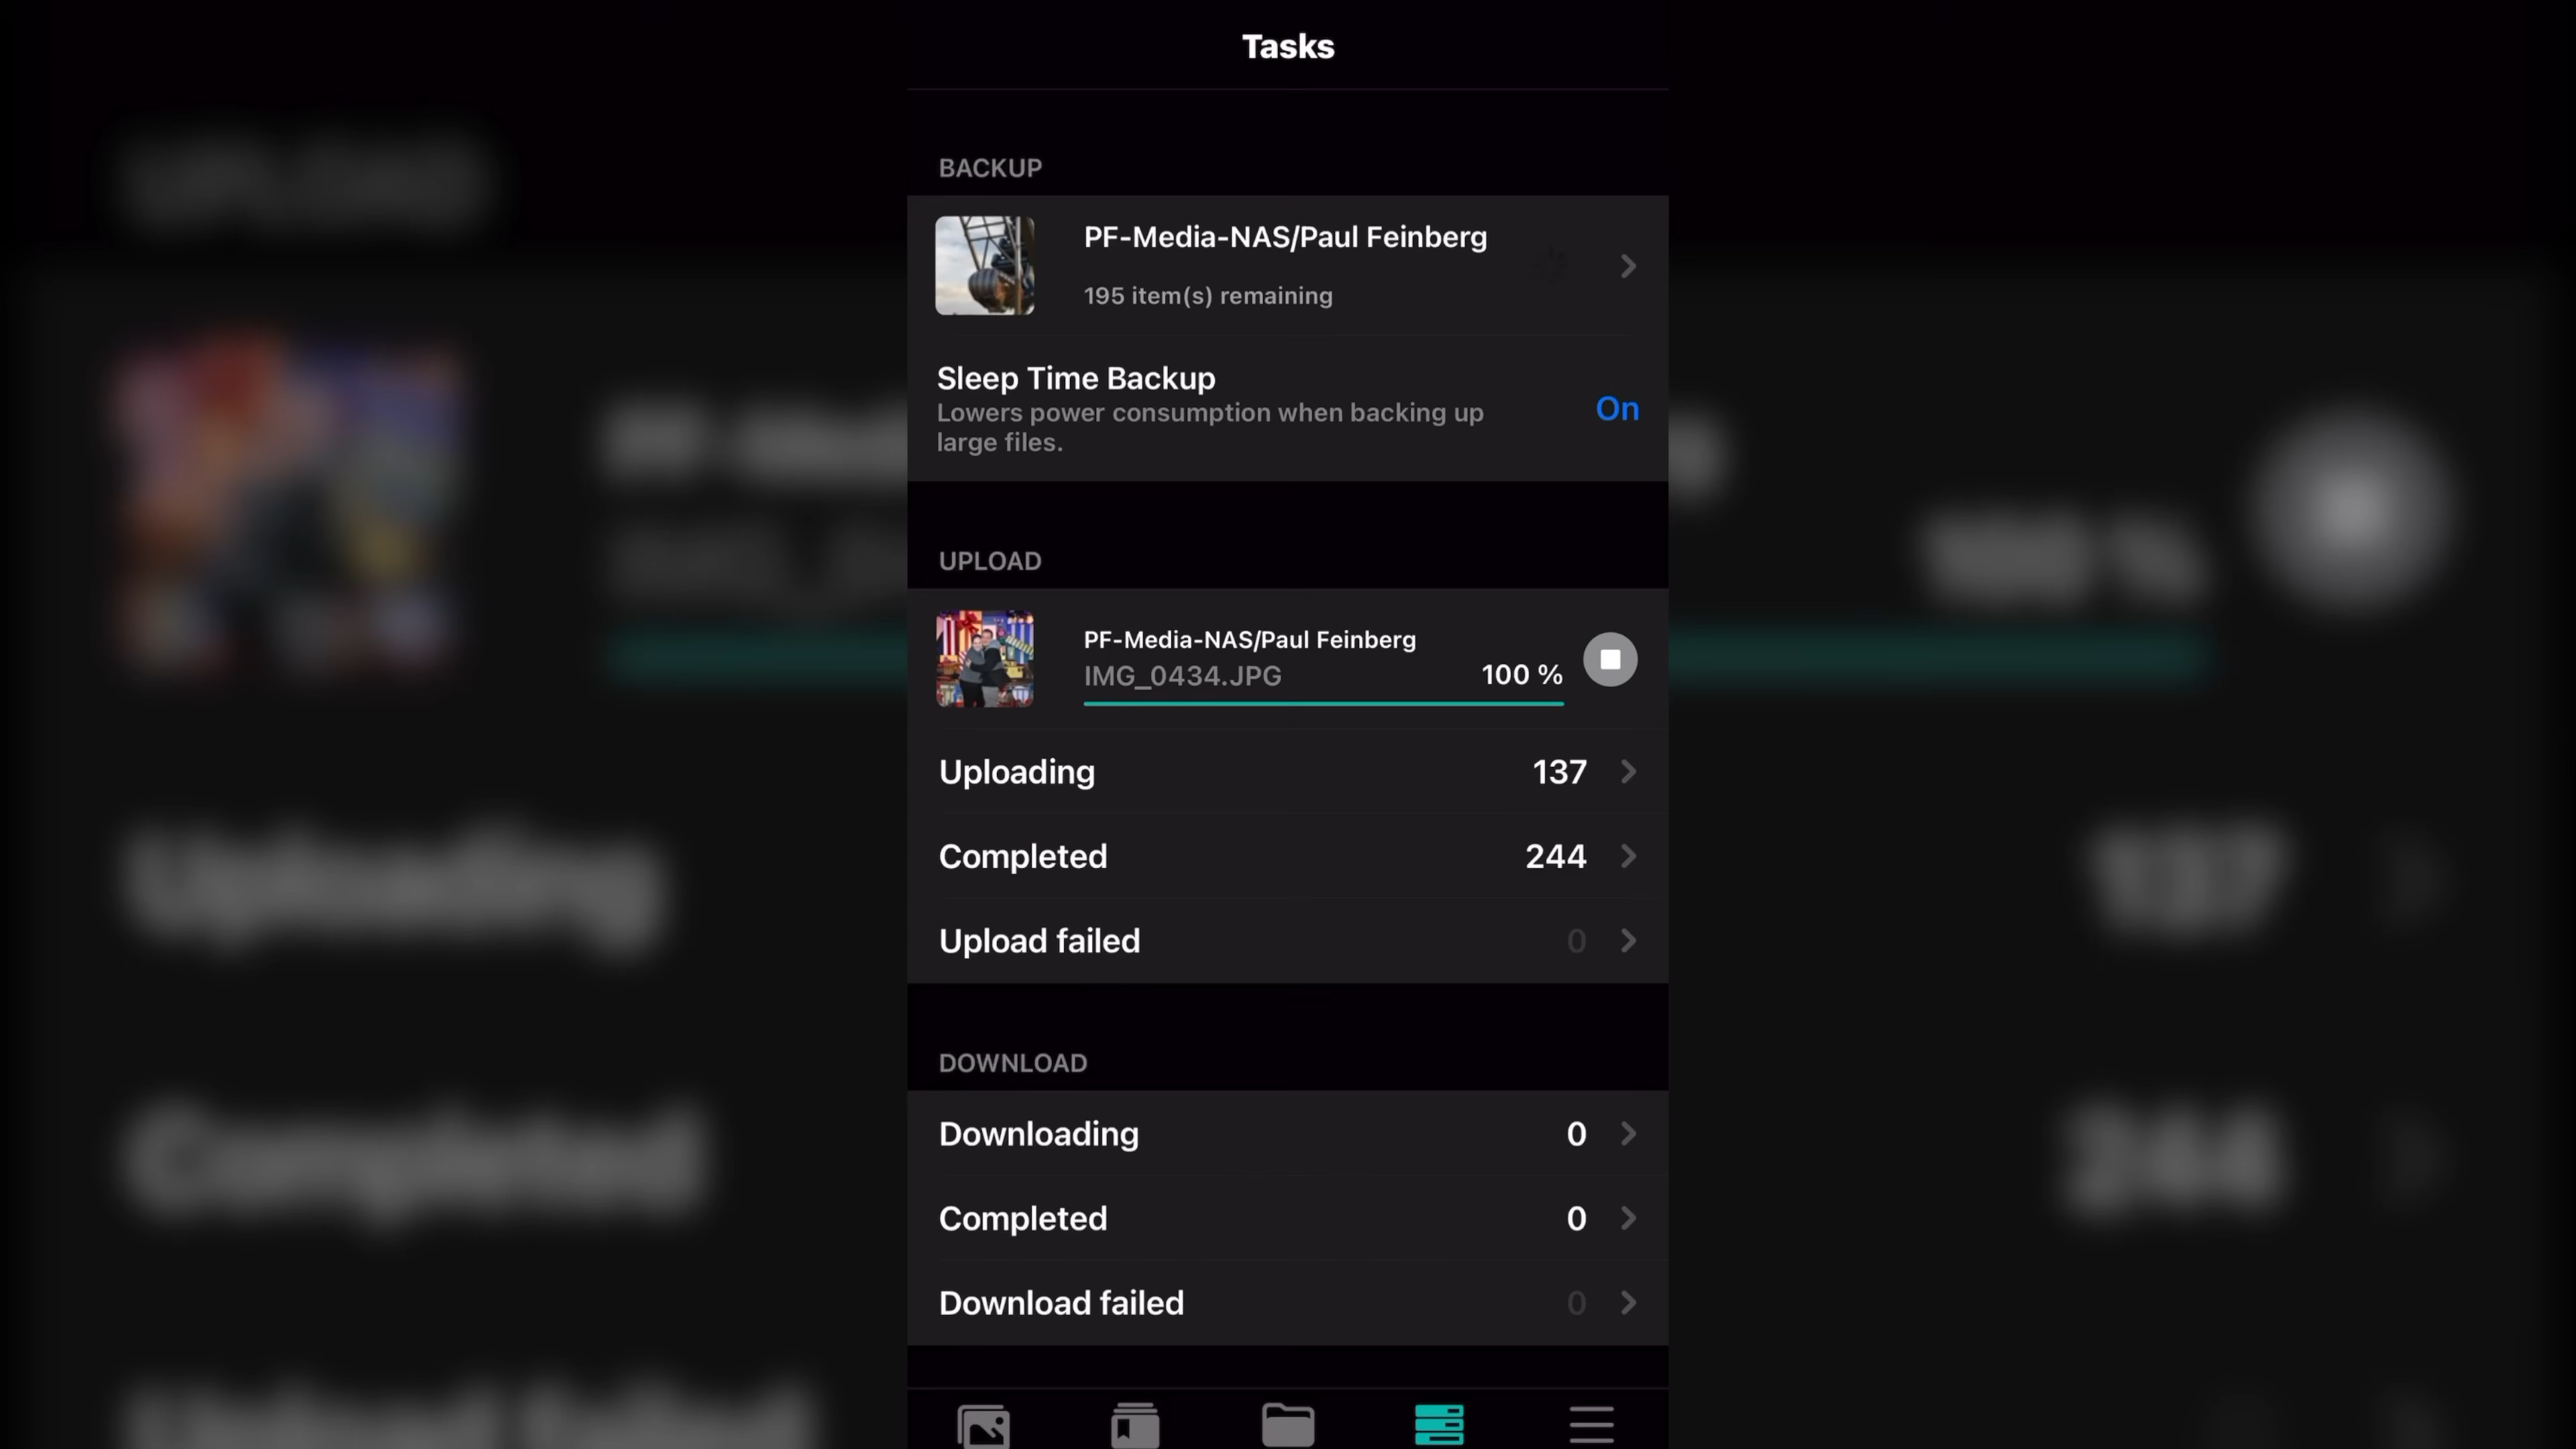 Tasks
BACKUP
PF-Media-NAS/Paul Feinberg
195 item(s) remaining
Sleep Time Backup
Lowers power consumption when backing up
large files.
On
UPLOAD
PF-Media-NAS/Paul Feinberg
IMG_0434.JPG
100 %
Uploading 137
Completed 244
Upload failed 0
DOWNLOAD
Downloading 0
Completed 0
Download failed 0